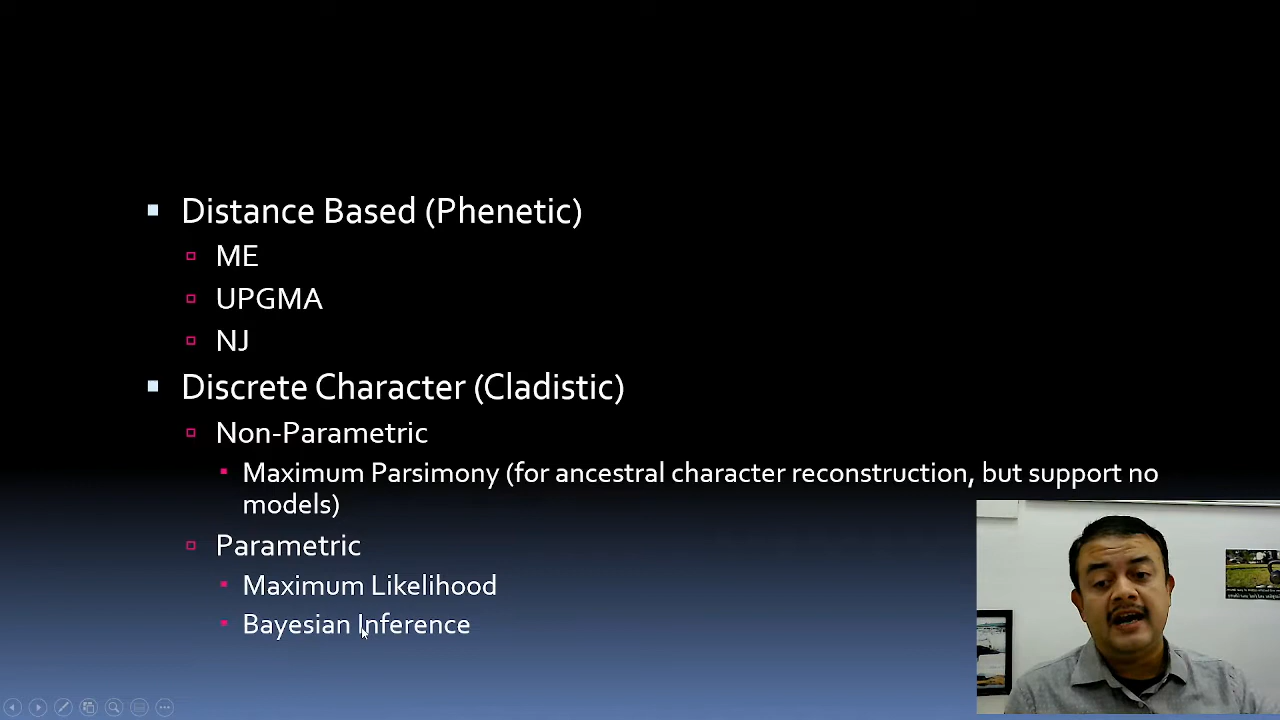 Distance Based (Phenetic)
ME
UPGMA
NJ
Discrete Character (Cladistic)
Non-Parametric
Maximum Parsimony (for ancestral character reconstruction, but support no
models)
Parametric
Maximum Likelihood
Bayesian Inference